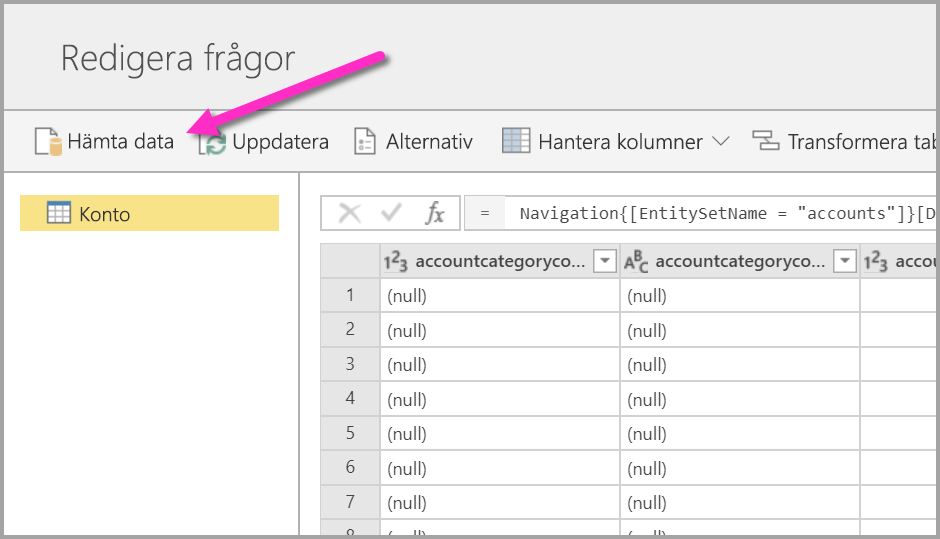 Redigera frågor
Hämta data Uppdatera Alternativ Hantera kolumner Transformera tab
Konto
fx = Navigation{[EntitySetName = "accounts"]}[D
123 accountcategoryco... ABC accountcategoryco... 123 accou
1 (null) (null)
2 (null) (null)
3 (null) (null)
4 (null) (null)
5 (null) (null)
6 (null) (null)
7 (null) (null)
8 (null) (null)